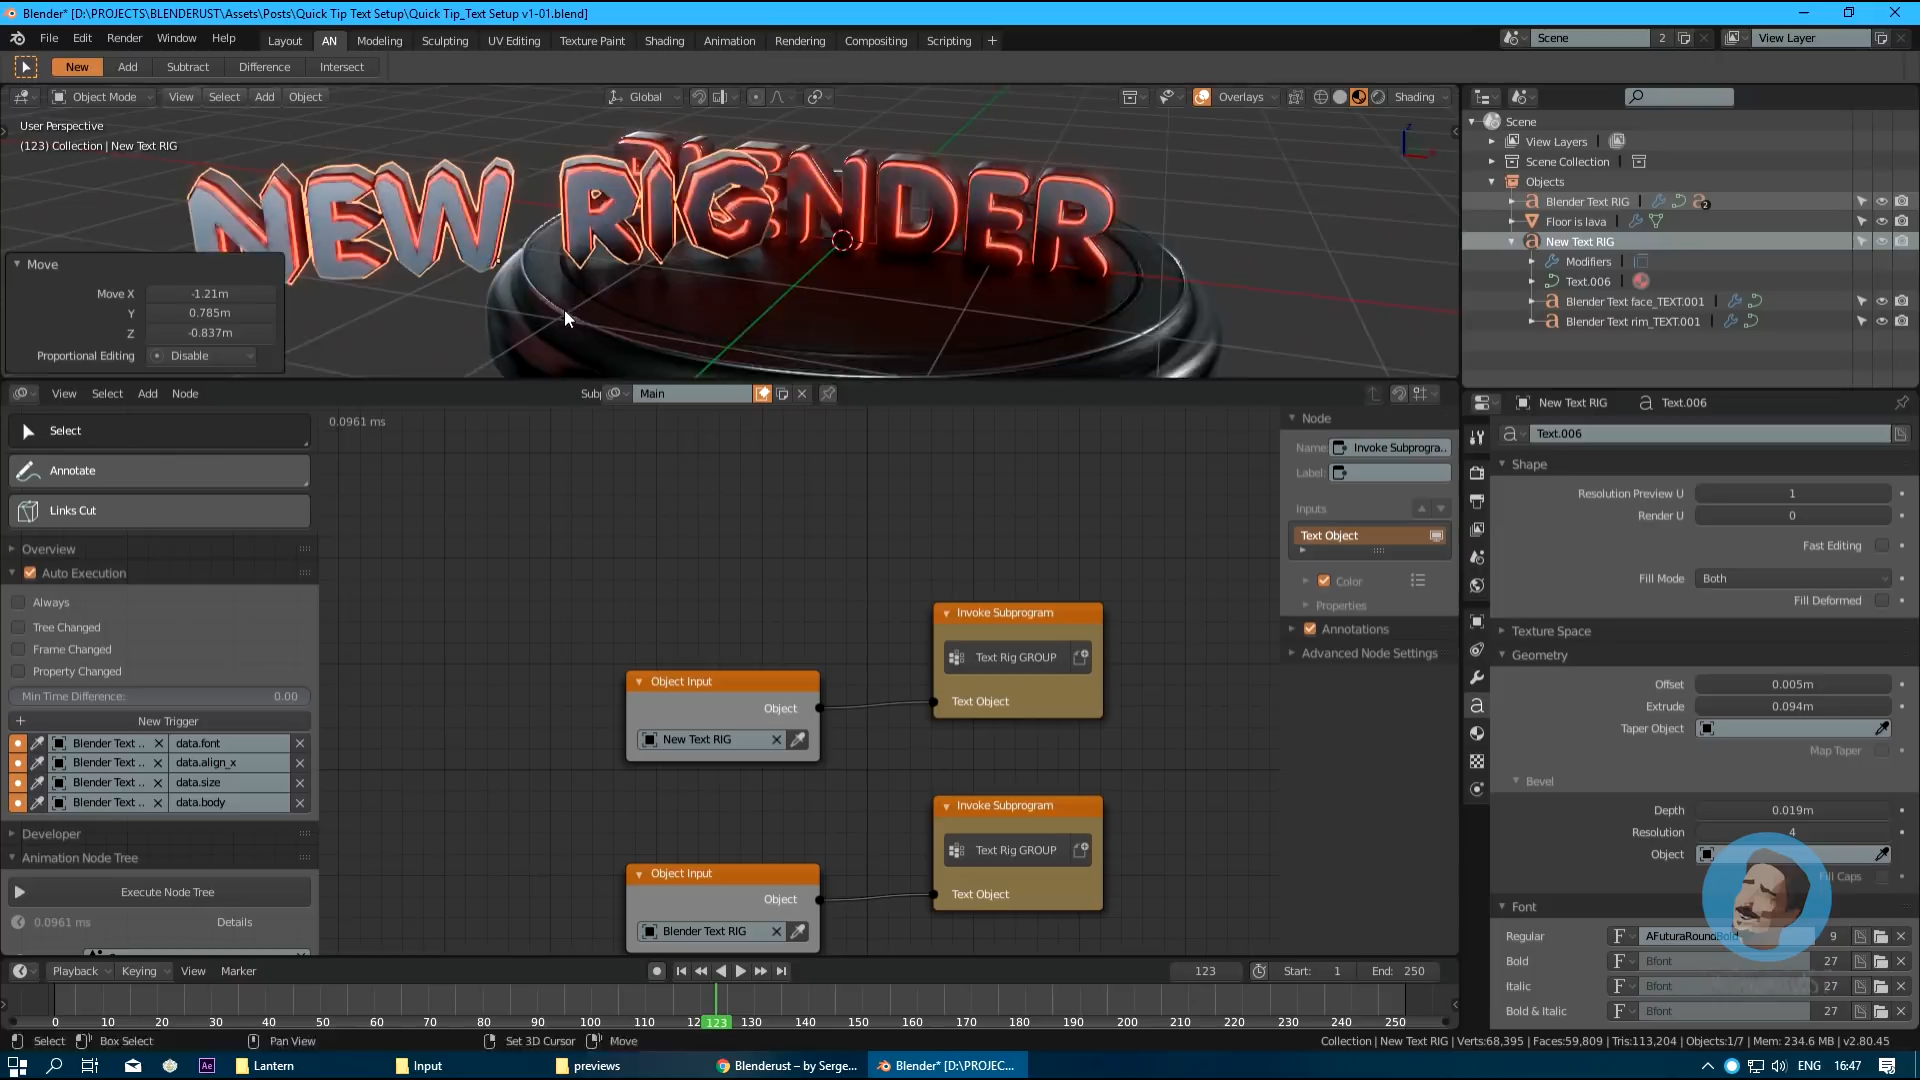 Blender* [D:\PROJECTS\BLENDERUST\Assets\Posts\Quick Tip Text Setup\Quick Tip_Text Setup v1-01.blend]
File Edit Render Window Help
Layout AN Modeling Sculpting UV Editing Texture Paint Shading Animation Rendering Compositing Scripting +
Scene 2 View Layer
New Add Subtract Difference Intersect
Object Mode View Select Add Object
Global
Overlays Shading
User Perspective
(123) Collection | New Text RIG
NEW RIG
NDER
Move
Move X -1.21m
Y 0.785m
Z -0.837m
Proportional Editing Disable
Scene
View Layers
Scene Collection
Objects
Blender Text RIG 2
Floor is lava
New Text RIG
Modifiers
Text.006
Blender Text face_TEXT.001
Blender Text rim_TEXT.001
View Select Add Node
Main
Select
Annotate
Links Cut
Overview
Auto Execution
Always
Tree Changed
Frame Changed
Property Changed
Min Time Difference: 0.00
New Trigger
Blender Text .. data.font
Blender Text .. data.align_x
Blender Text .. data.size
Blender Text .. data.body
Developer
Animation Node Tree
Execute Node Tree
0.0961 ms Details
0.0961 ms
Object Input
Object
New Text RIG
Invoke Subprogram
Text Rig GROUP
Text Object
Object Input
Object
Blender Text RIG
Invoke Subprogram
Text Rig GROUP
Text Object
Node
Name: Invoke Subprogra..
Label:
Inputs
Text Object
Color
Properties
Annotations
Advanced Node Settings
New Text RIG Text.006
Text.006
Shape
Resolution Preview U 1
Render U 0
Fast Editing
Fill Mode Both
Fill Deformed
Texture Space
Geometry
Offset 0.005m
Extrude 0.094m
Taper Object
Map Taper
Bevel
Depth 0.019m
Resolution 4
Object
Fill Caps
Font
Regular F AFuturaRoundBold 9
Bold F Bfont 27
Italic F Bfont 27
Bold & Italic F Bfont 27
Playback Keying View Marker
123 Start: 1 End: 250
0 10 20 30 40 50 60 70 80 90 100 110 12 123 130 140 150 160 170 180 190 200 210 220 230 240 250
Select Box Select Pan View Set 3D Cursor Move
Collection | New Text RIG | Verts:68,395 | Faces:59,809 | Tris:113,204 | Objects:1/7 | Mem: 234.6 MB | v2.80.45
Ae Lantern Input previews Blenderust – by Serge... Blender* [D:\PROJEC... ENG 16:47